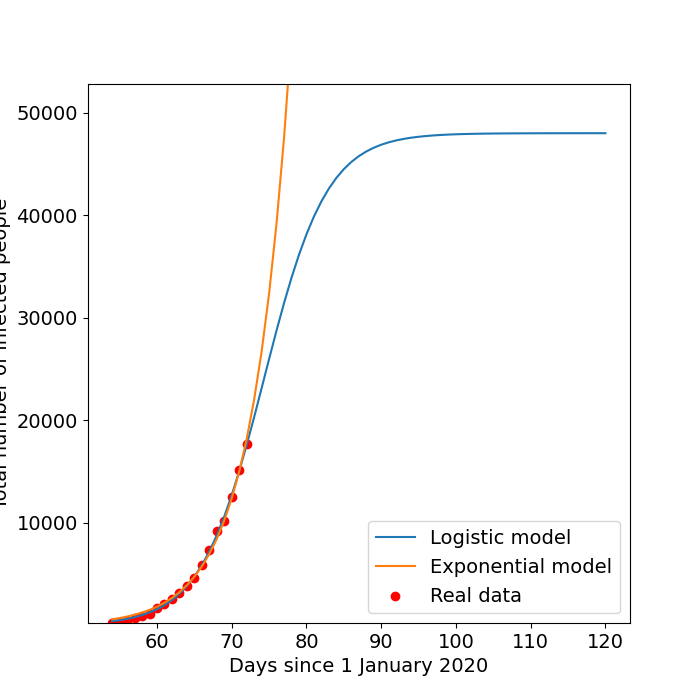 Total number of infected people
50000
40000
30000
20000
10000
Logistic model
Exponential model
Real data
60 70 80 90 100 110 120
Days since 1 January 2020